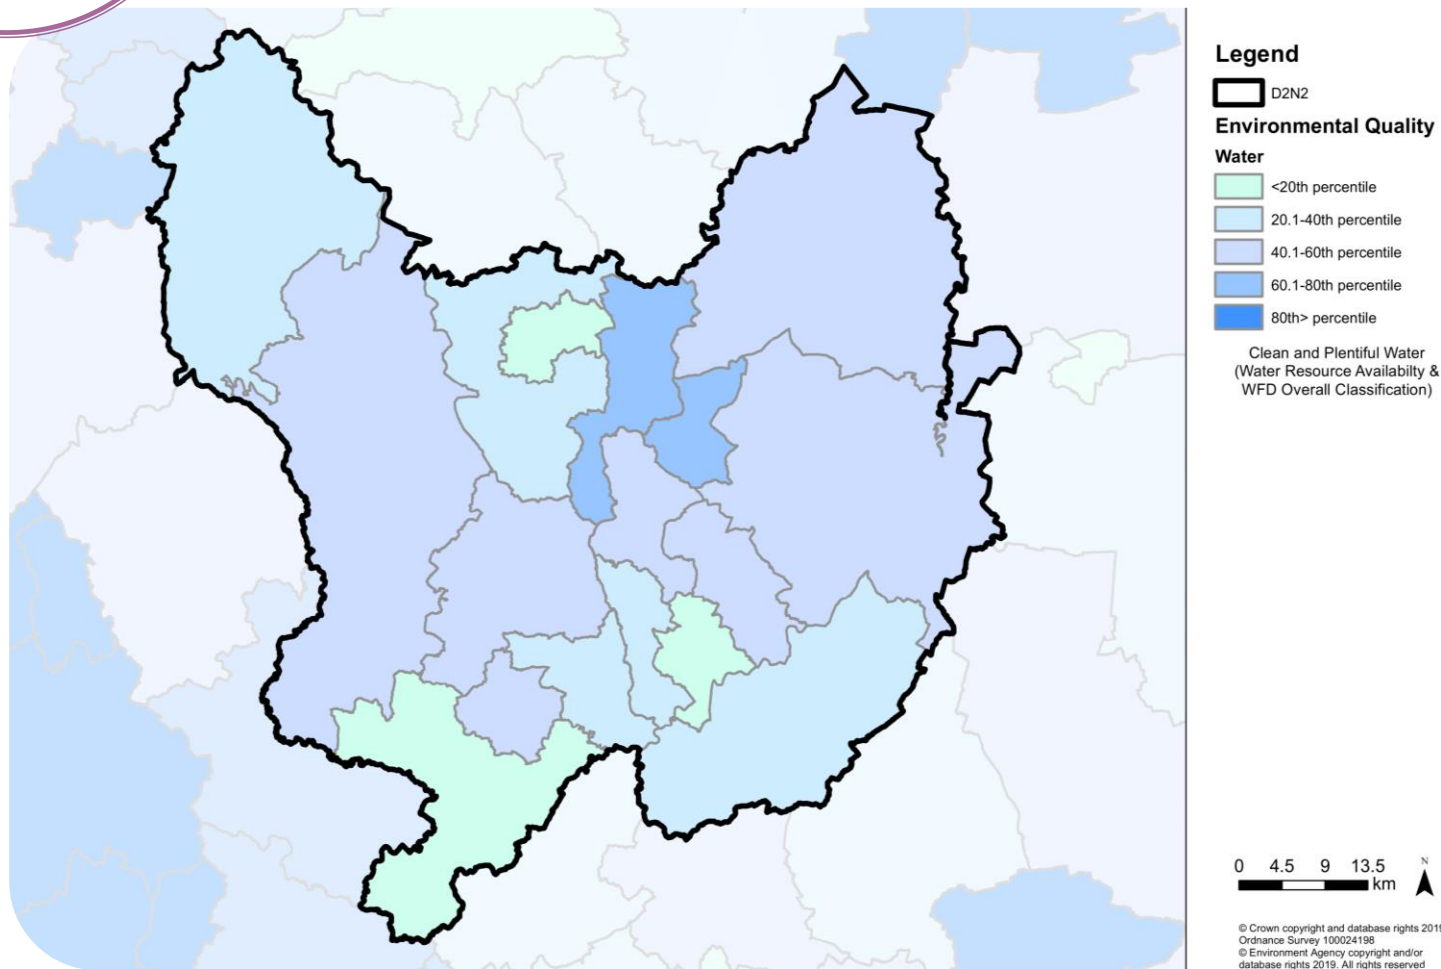 Legend
D2N2
Environmental Quality
Water
<20th percentile
20.1-40th percentile
40.1-60th percentile
60.1-80th percentile
80th> percentile
Clean and Plentiful Water
(Water Resource Availabilty &
WFD Overall Classification)
0 4.5 9 13.5
km
N
© Crown copyright and database rights 2019
Ordnance Survey 100024198
© Environment Agency copyright and/or
database rights 2019. All rights reserved